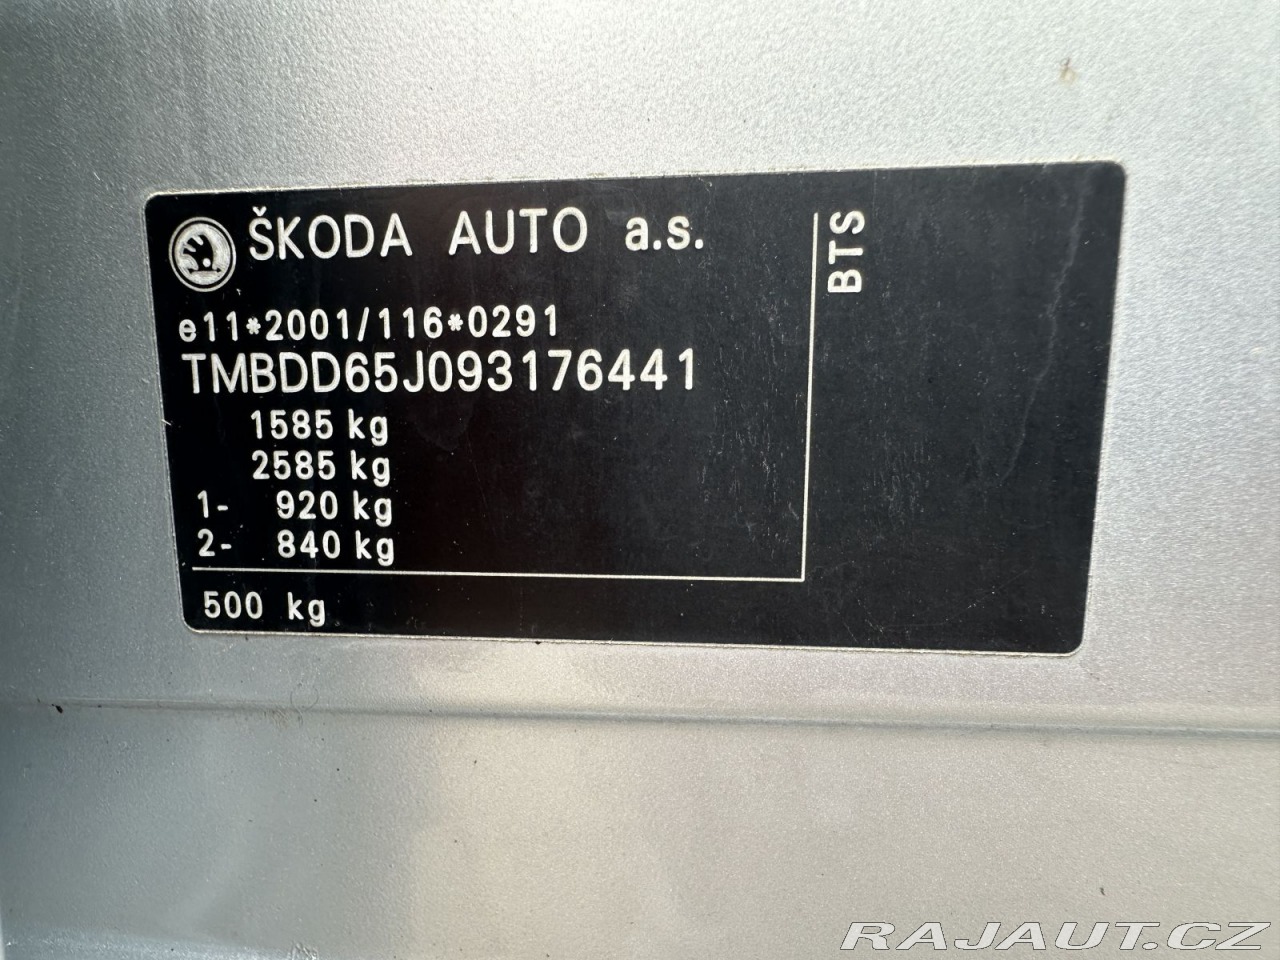 ŠKODA AUTO a.s.
BTS
e11*2001/116*0291
TMBDD65J093176441
1585 kg
2585 kg
1- 920 kg
2- 840 kg
500 kg
RAJAUT.CZ